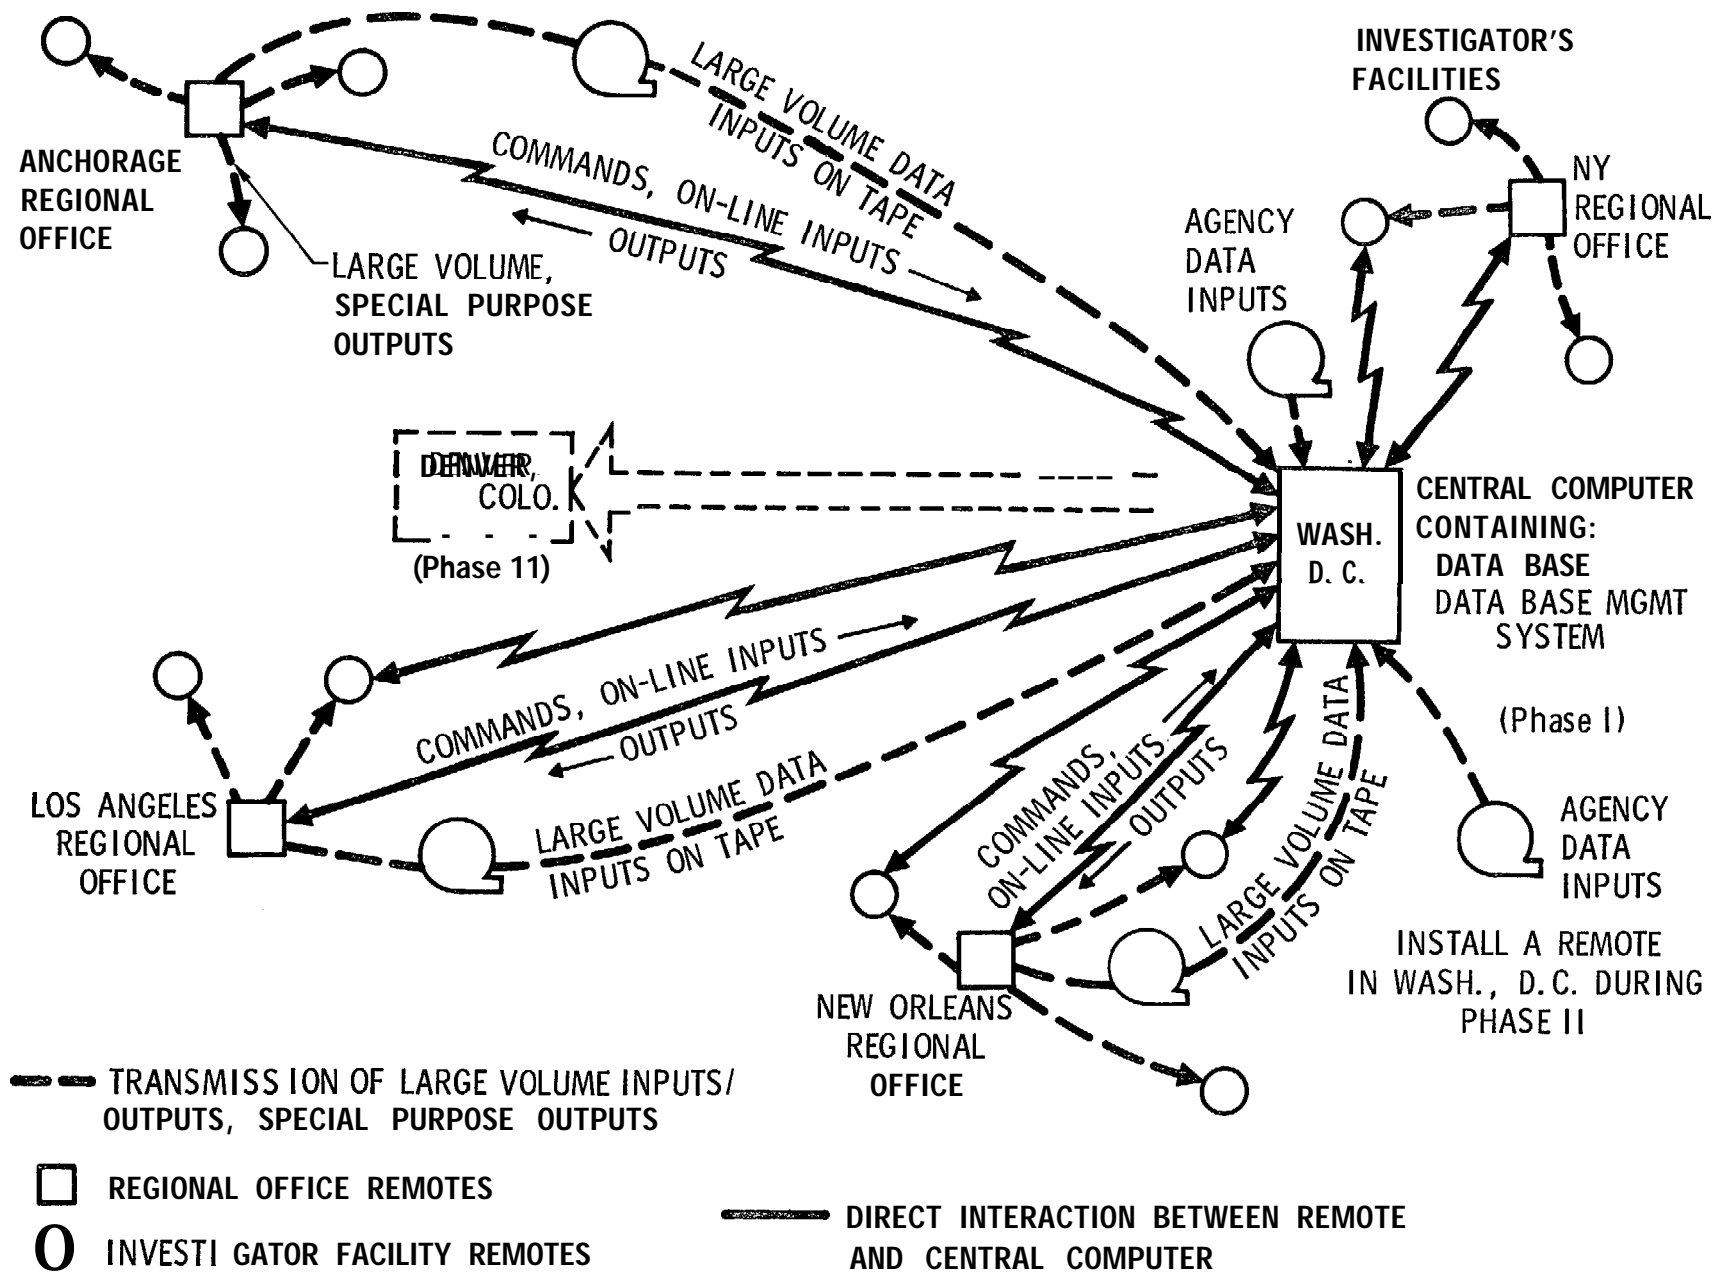 INVESTIGATOR'S
FACILITIES
LARGE VOLUME DATA
INPUTS ON TAPE
COMMANDS, ON-LINE INPUTS
OUTPUTS
ANCHORAGE
REGIONAL
OFFICE
LARGE VOLUME,
SPECIAL PURPOSE
OUTPUTS
NY
REGIONAL
OFFICE
AGENCY
DATA
INPUTS
DENVER,
COLO.
(Phase 11)
WASH.
D.C.
CENTRAL COMPUTER
CONTAINING:
DATA BASE
DATA BASE MGMT
SYSTEM
(Phase I)
COMMANDS, ON-LINE INPUTS
OUTPUTS
LARGE VOLUME DATA
INPUTS ON TAPE
LOS ANGELES
REGIONAL
OFFICE
COMMANDS,
ON-LINE INPUTS
OUTPUTS
LARGE VOLUME DATA
INPUTS ON TAPE
AGENCY
DATA
INPUTS
NEW ORLEANS
REGIONAL
OFFICE
INSTALL A REMOTE
IN WASH., D.C. DURING
PHASE II
TRANSMISSION OF LARGE VOLUME INPUTS/
OUTPUTS, SPECIAL PURPOSE OUTPUTS
REGIONAL OFFICE REMOTES
INVESTIGATOR FACILITY REMOTES
DIRECT INTERACTION BETWEEN REMOTE
AND CENTRAL COMPUTER